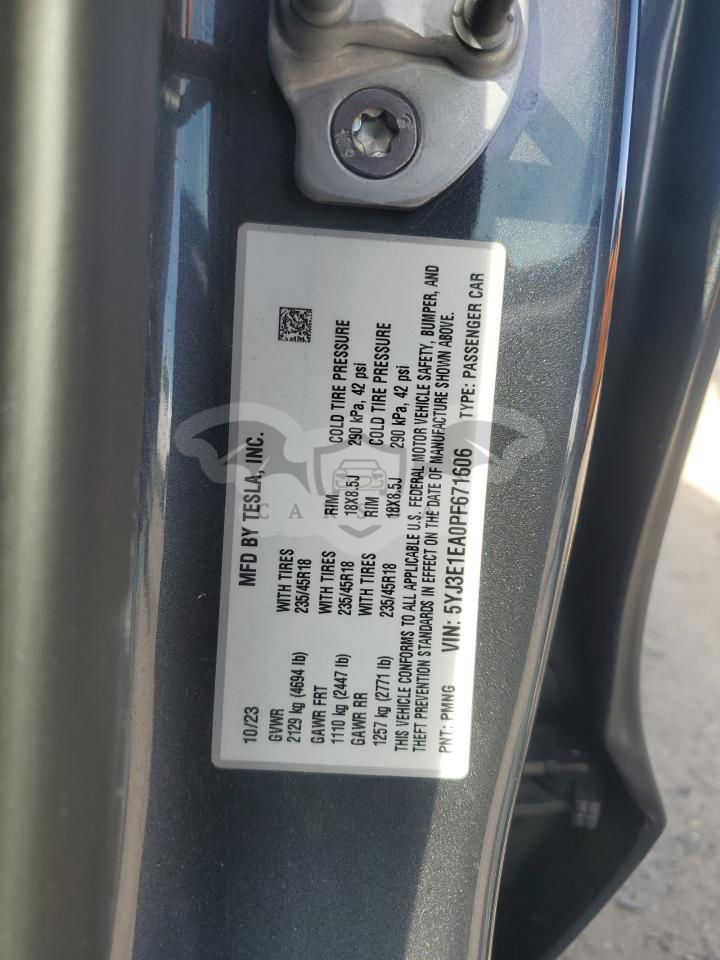 MFD BY TESLA, INC.
10/23
GVWR WITH TIRES RIM COLD TIRE PRESSURE
2129 kg (4694 lb) 235/45R18 18X8.5J 290 kPa, 42 psi
GAWR FRT WITH TIRES RIM COLD TIRE PRESSURE
1110 kg (2447 lb) 235/45R18 18X8.5J 290 kPa, 42 psi
GAWR RR WITH TIRES
1257 kg (2771 lb) 235/45R18
THIS VEHICLE CONFORMS TO ALL APPLICABLE U.S. FEDERAL MOTOR VEHICLE SAFETY, BUMPER, AND
THEFT PREVENTION STANDARDS IN EFFECT ON THE DATE OF MANUFACTURE SHOWN ABOVE.
PNT: PMNG VIN: 5YJ3E1EA0PF671606 TYPE: PASSENGER CAR